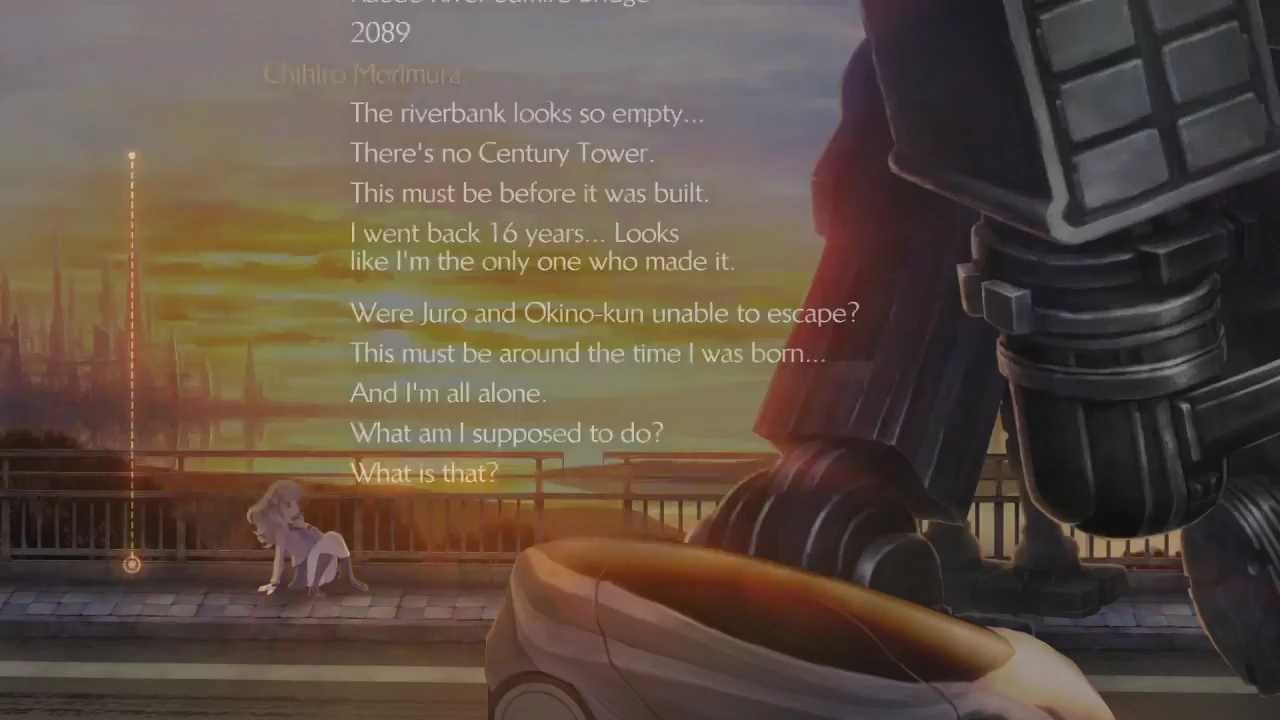 2089
Chihiro Morimura
The riverbank looks so empty...
There's no Century Tower.
This must be before it was built.
I went back 16 years... Looks
like I'm the only one who made it.
Were Juro and Okino-kun unable to escape?
This must be around the time I was born...
And I'm all alone.
What am I supposed to do?
What is that?